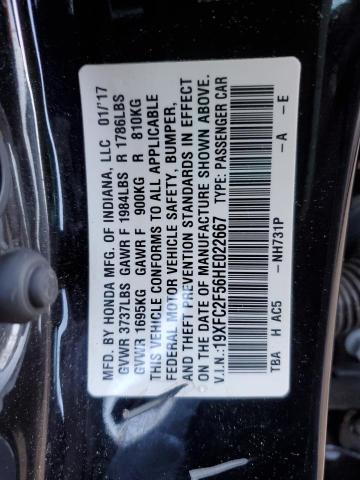 MFD. BY HONDA MFG. OF INDIANA, LLC 01/'17
GVWR 3737LBS GAWR F 1984LBS R 1786LBS
GVWR 1695KG GAWR F 900KG R 810KG
THIS VEHICLE CONFORMS TO ALL APPLICABLE
FEDERAL MOTOR VEHICLE SAFETY, BUMPER,
AND THEFT PREVENTION STANDARDS IN EFFECT
ON THE DATE OF MANUFACTURE SHOWN ABOVE.
V.I.N.:19XFC2F56HE022667 TYPE: PASSENGER CAR
TBA H AC5 -NH731P -A -E